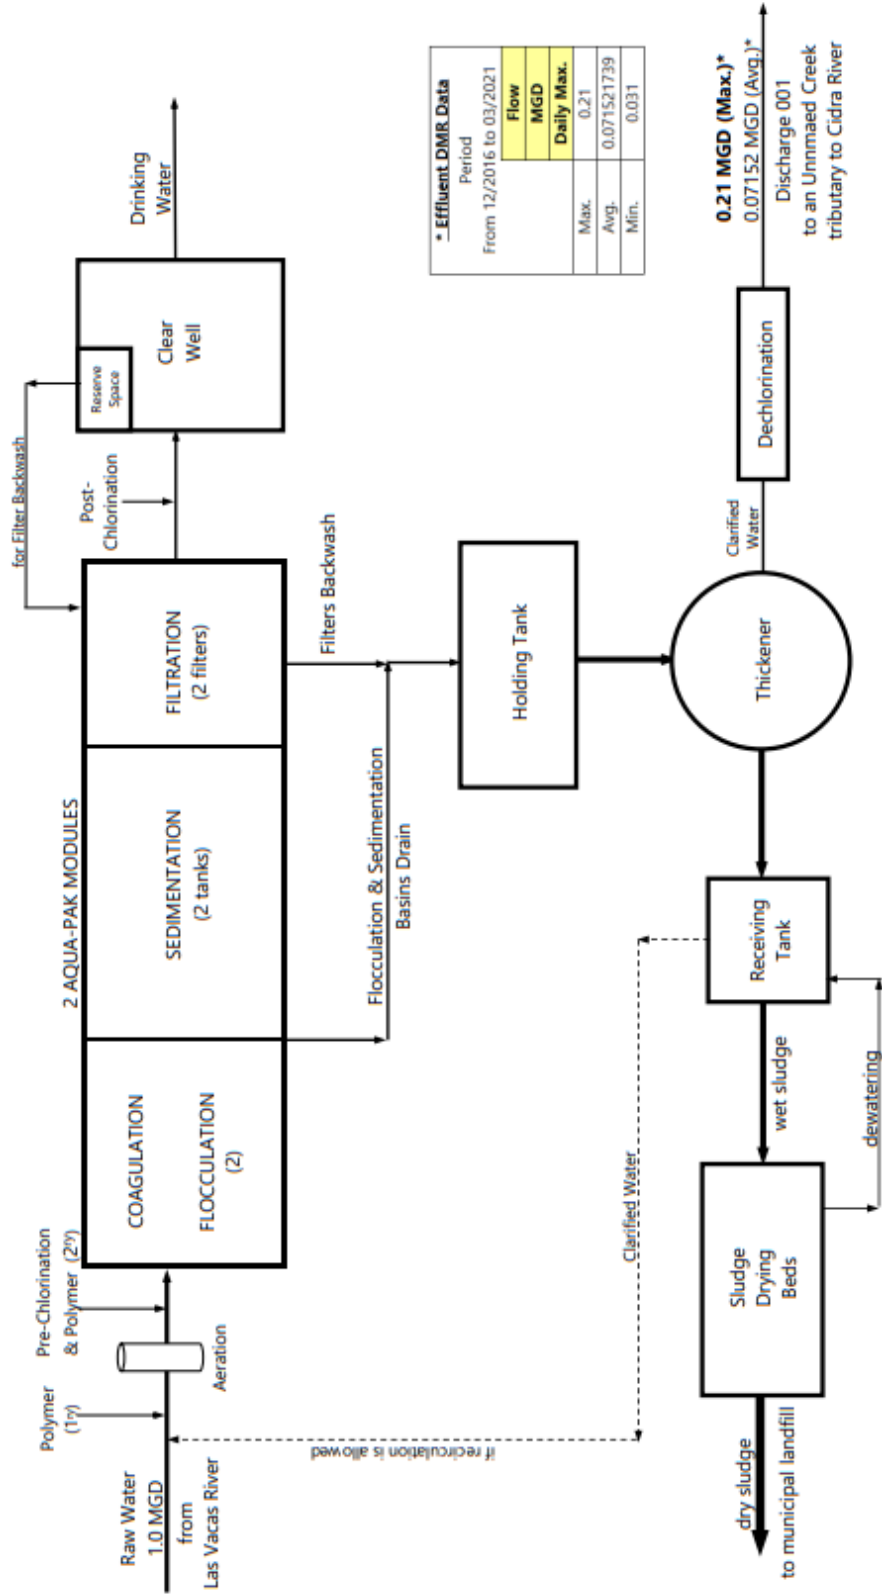 Raw Water
1.0 MGD
from
Las Vacas River
Polymer
(1ry)
Pre-Chlorination
& Polymer (2ry)
Aeration
2 AQUA-PAK MODULES
COAGULATION
FLOCCULATION
(2)
SEDIMENTATION
(2 tanks)
FILTRATION
(2 filters)
for Filter Backwash
Post-
Chlorination
Reserve
Space
Clear
Well
Drinking
Water
Flocculation & Sedimentation
Basins Drain
Filters Backwash
Holding Tank
* Effluent DMR Data
Period
From 12/2016 to 03/2021
Flow
MGD
Daily Max.
Max. 0.21
Avg. 0.071521739
Min. 0.031
if recirculation is allowed
Clarified Water
Thickener
Clarified
Water
Dechlorination
0.21 MGD (Max.)*
0.07152 MGD (Avg.)*
Discharge 001
to an Unnmaed Creek
tributary to Cidra River
Receiving
Tank
wet sludge
dewatering
Sludge
Drying
Beds
dry sludge
to municipal landfill